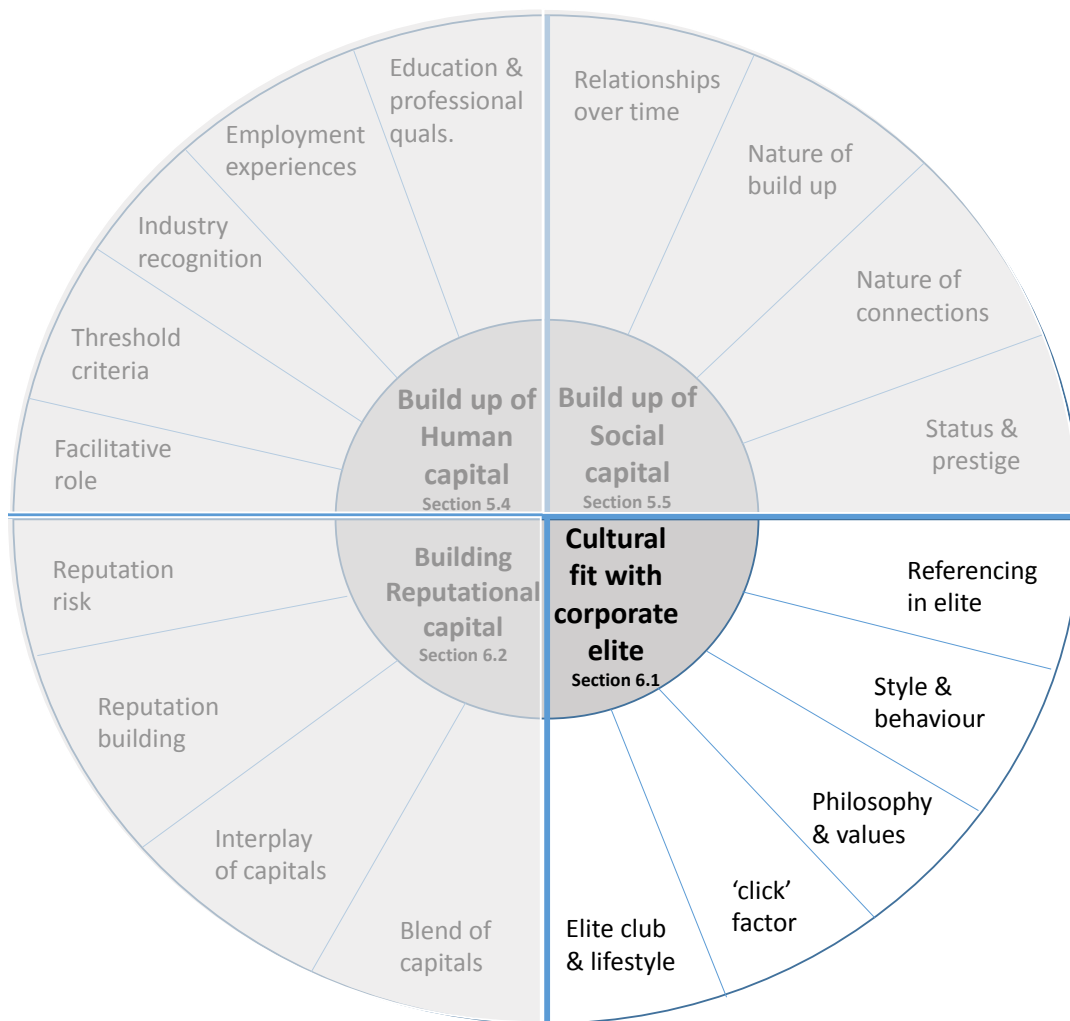 Education &
professional
quals.
Employment
experiences
Industry
recognition
Threshold
criteria
Facilitative
role
Build up of
Human
capital
Section 5.4
Relationships
over time
Nature of
build up
Nature of
connections
Status &
prestige
Build up of
Social
capital
Section 5.5
Reputation
risk
Reputation
building
Interplay
of capitals
Blend of
capitals
Building
Reputational
capital
Section 6.2
Cultural
fit with
corporate
elite
Section 6.1
Referencing
in elite
Style &
behaviour
Philosophy
& values
‘click’
factor
Elite club
& lifestyle